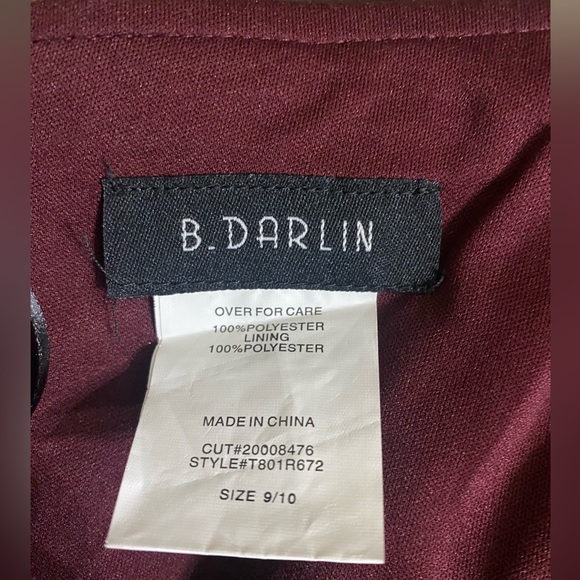 B. DARLIN
OVER FOR CARE
100%POLYESTER
LINING
100%POLYESTER
MADE IN CHINA
CUT#20008476
STYLE#T801R672
SIZE 9/10